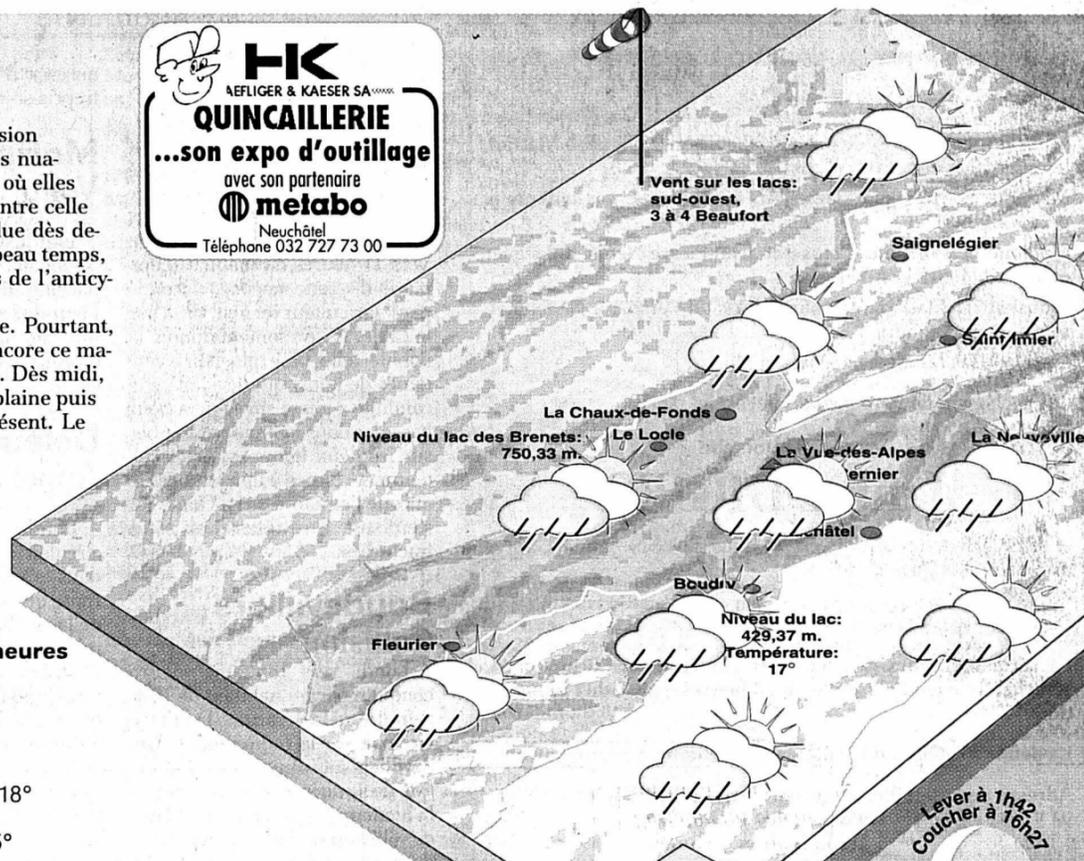 HK
AEFLIGER & KAESER SA
QUINCAILLERIE
...son expo d'outillage
avec son partenaire
metabo
Neuchâtel
Téléphone 032 727 73 00
sion
s nua-
où elles
ntre celle
lue dès de-
beau temps,
s de l'anticy-
e. Pourtant,
ncore ce ma-
. Dès midi,
plaine puis
ésent. Le
heures
18°
Vent sur les lacs:
sud-ouest,
3 à 4 Beaufort
Saignelégier
Saint-Imier
La Chaux-de-Fonds
Niveau du lac des Brenets:
750,33 m.
Le Locle
La Vue-des-Alpes
ernier
La Neuveville
hâtel
Boudry
Niveau du lac:
429,37 m.
Température:
17°
Fleurier
Lever à 1h42
Coucher à 16h27